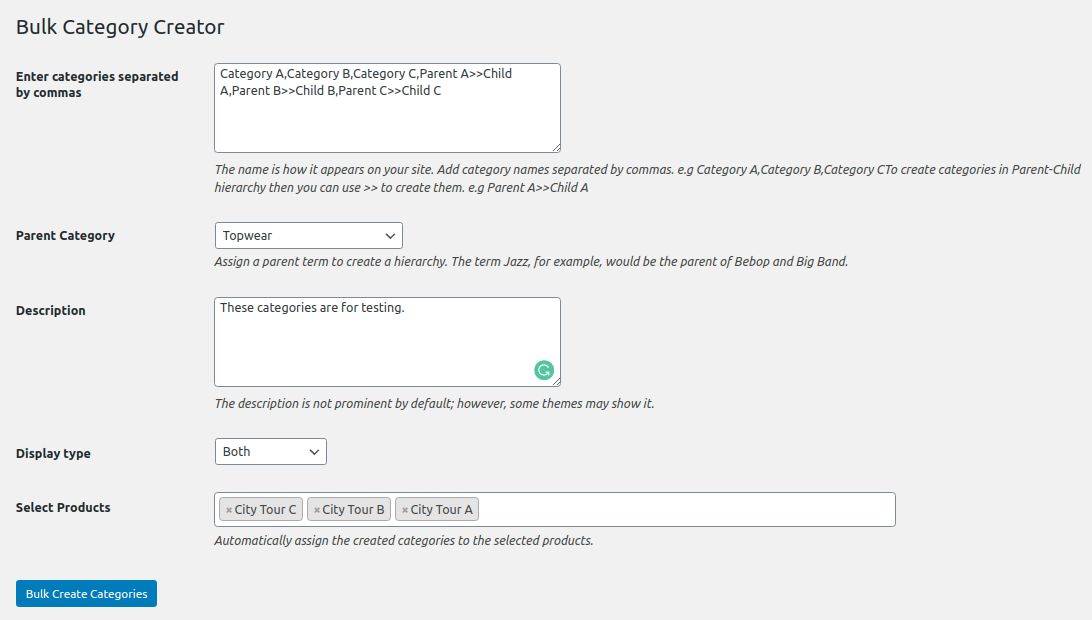 Bulk Category Creator
Enter categories separated
by commas
Category A,Category B,Category C,Parent A>>Child
A,Parent B>>Child B,Parent C>>Child C
The name is how it appears on your site. Add category names separated by commas. e.g Category A,Category B,Category CTo create categories in Parent-Child
hierarchy then you can use >> to create them. e.g Parent A>>Child A
Parent Category
Topwear
Assign a parent term to create a hierarchy. The term Jazz, for example, would be the parent of Bebop and Big Band.
Description
These categories are for testing.
The description is not prominent by default; however, some themes may show it.
Display type
Both
Select Products
×City Tour C ×City Tour B ×City Tour A
Automatically assign the created categories to the selected products.
Bulk Create Categories